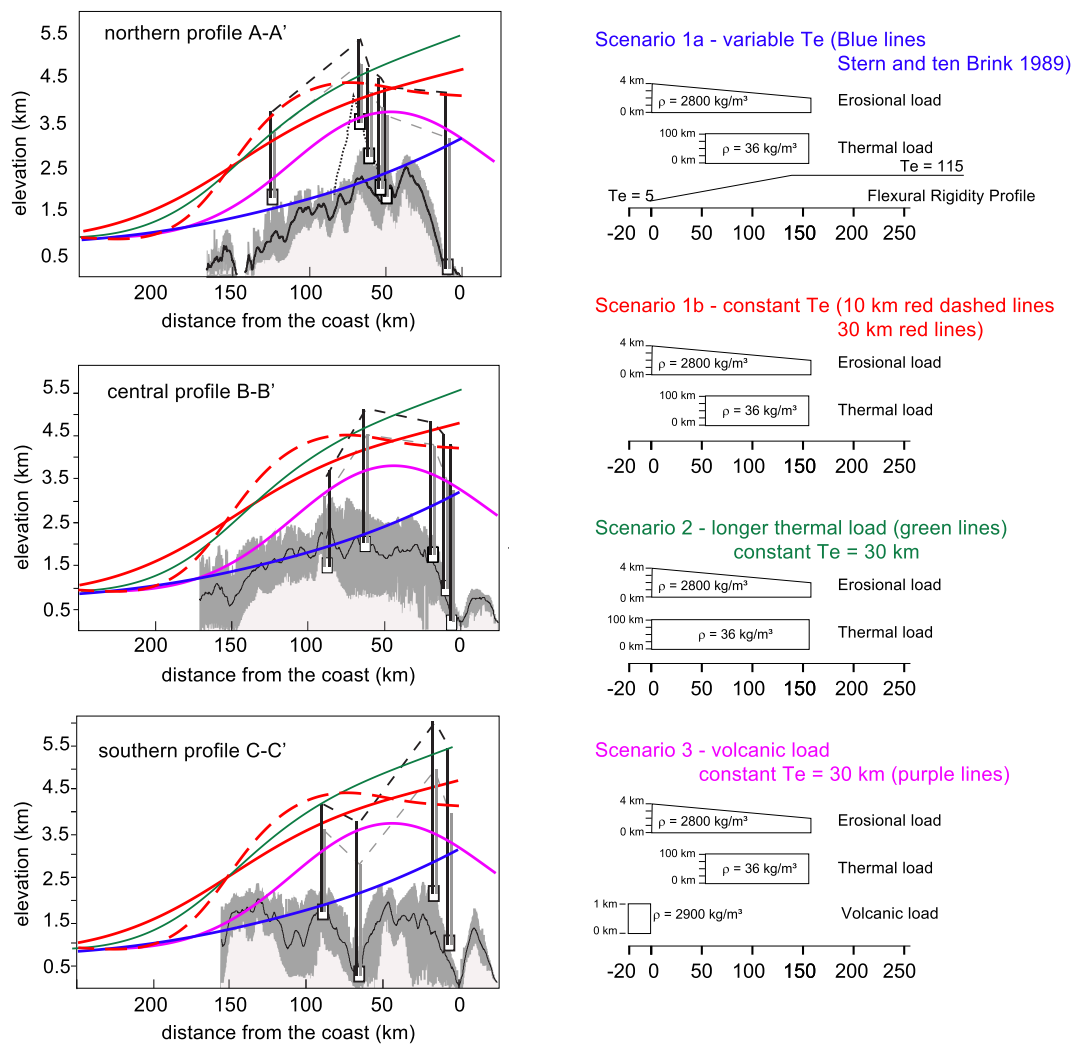 northern profile A-A’
5.5
4.5
3.5
2.5
1.5
0.5
elevation (km)
200 150 100 50 0
distance from the coast (km)
central profile B-B’
5.5
4.5
3.5
2.5
1.5
0.5
elevation (km)
200 150 100 50 0
distance from the coast (km)
southern profile C-C’
5.5
4.5
3.5
2.5
1.5
0.5
elevation (km)
200 150 100 50 0
distance from the coast (km)
Scenario 1a - variable Te (Blue lines
Stern and ten Brink 1989)
4 km
0 km
ρ = 2800 kg/m³
Erosional load
100 km
0 km
ρ = 36 kg/m³
Thermal load
Te = 115
Te = 5
Flexural Rigidity Profile
-20 0 50 100 150 200 250
Scenario 1b - constant Te (10 km red dashed lines
30 km red lines)
4 km
0 km
ρ = 2800 kg/m³
Erosional load
100 km
0 km
ρ = 36 kg/m³
Thermal load
-20 0 50 100 150 200 250
Scenario 2 - longer thermal load (green lines)
constant Te = 30 km
4 km
0 km
ρ = 2800 kg/m³
Erosional load
100 km
0 km
ρ = 36 kg/m³
Thermal load
-20 0 50 100 150 200 250
Scenario 3 - volcanic load
constant Te = 30 km (purple lines)
4 km
0 km
ρ = 2800 kg/m³
Erosional load
100 km
0 km
ρ = 36 kg/m³
Thermal load
1 km
0 km
ρ = 2900 kg/m³
Volcanic load
-20 0 50 100 150 200 250